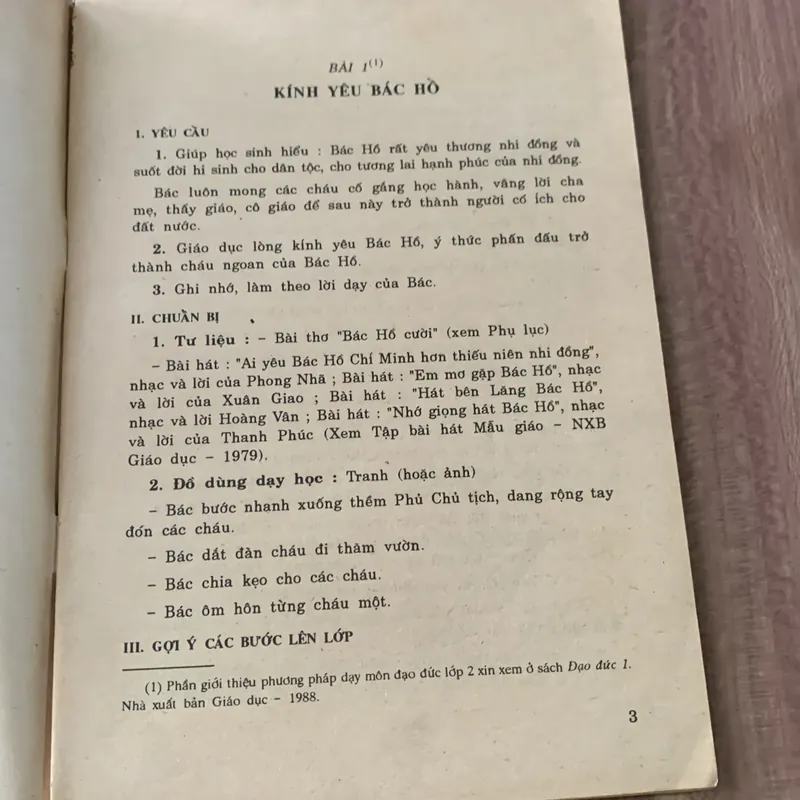 BÀI 1(1)
KÍNH YÊU BÁC HỒ
I. YÊU CẦU
1. Giúp học sinh hiểu : Bác Hồ rất yêu thương nhi đồng và
suốt đời hi sinh cho dân tộc, cho tương lai hạnh phúc của nhi đồng.
Bác luôn mong các cháu cố gắng học hành, vâng lời cha
mẹ, thầy giáo, cô giáo để sau này trở thành người có ích cho
đất nước.
2. Giáo dục lòng kính yêu Bác Hồ, ý thức phấn đấu trở
thành cháu ngoan của Bác Hồ.
3. Ghi nhớ, làm theo lời dạy của Bác.
II. CHUẨN BỊ
1. Tư liệu : – Bài thơ "Bác Hồ cười" (xem Phụ lục)
– Bài hát : "Ai yêu Bác Hồ Chí Minh hơn thiếu niên nhi đồng",
nhạc và lời của Phong Nhã ; Bài hát : "Em mơ gặp Bác Hồ", nhạc
và lời của Xuân Giao ; Bài hát : "Hát bên Lăng Bác Hồ",
nhạc và lời Hoàng Vân ; Bài hát : "Nhớ giọng hát Bác Hồ", nhạc
và lời của Thanh Phúc (Xem Tập bài hát Mẫu giáo – NXB
Giáo dục – 1979).
2. Đồ dùng dạy học : Tranh (hoặc ảnh)
– Bác bước nhanh xuống thềm Phủ Chủ tịch, dang rộng tay
đón các cháu.
– Bác dắt đàn cháu đi thăm vườn.
– Bác chia kẹo cho các cháu.
– Bác ôm hôn từng cháu một.
III. GỢI Ý CÁC BƯỚC LÊN LỚP
(1) Phần giới thiệu phương pháp dạy môn đạo đức lớp 2 xin xem ở sách Đạo đức 1.
Nhà xuất bản Giáo dục – 1988.
3